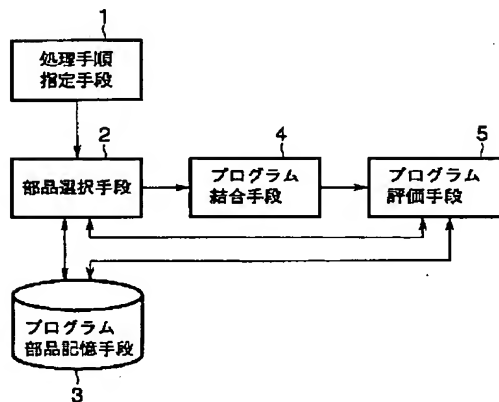 1
処理手順
指定手段
2
部品選択手段
4
プログラム
結合手段
5
プログラム
評価手段
プログラム
部品記憶手段
3